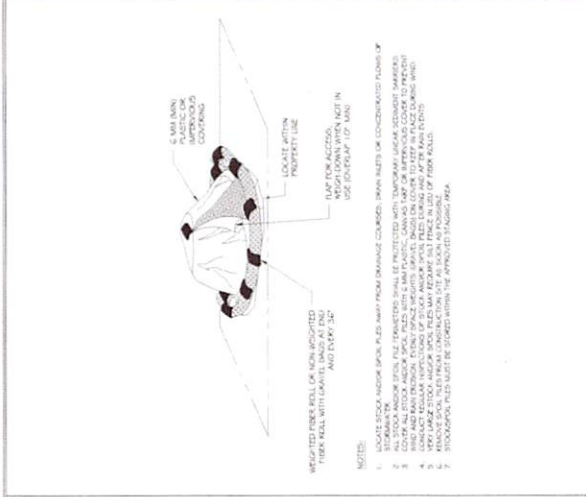 6 MM (MIN)
PLASTIC OR
IMPERVIOUS
COVERING
LOCATE WITHIN
PROPERTY LINE
FLAP FOR ACCESS,
WEIGH-DOWN WHEN NOT IN
USE (OVERLAP 1.0' MIN)
WEIGHTED FIBER ROLL OR NON-WEIGHTED
FIBER ROLL WITH GRAVEL BAGS AT END
AND EVERY 36"
NOTES:
1. LOCATE STOCK AND/OR SPOIL PILES AWAY FROM DRAINAGE COURSES, DRAIN INLETS OR CONCENTRATED FLOWS OF
STORMWATER.
2. ALL STOCK AND/OR SPOIL PILE PERIMETERS SHALL BE PROTECTED WITH TEMPORARY LINEAR SEDIMENT BARRIERS.
3. COVER ALL STOCK AND/OR SPOIL PILES WITH 6 MM PLASTIC, CANVAS TARP OR IMPERVIOUS COVER TO PREVENT
WIND AND RAIN EROSION. EVENLY SPACE WEIGHTS (GRAVEL BAGS) ON COVER TO KEEP IN PLACE DURING WIND.
4. CONDUCT REGULAR INSPECTIONS OF STOCK AND/OR SPOIL PILES DURING AND AFTER RAIN EVENTS.
5. VERY LARGE STOCK AND/OR SPOIL PILES MAY REQUIRE SILT FENCE IN LIEU OF FIBER ROLLS.
6. REMOVE SPOIL PILES FROM CONSTRUCTION SITE AS SOON AS POSSIBLE.
7. STOCK/SPOIL PILES MUST BE STORED WITHIN THE APPROVED STAGING AREA.